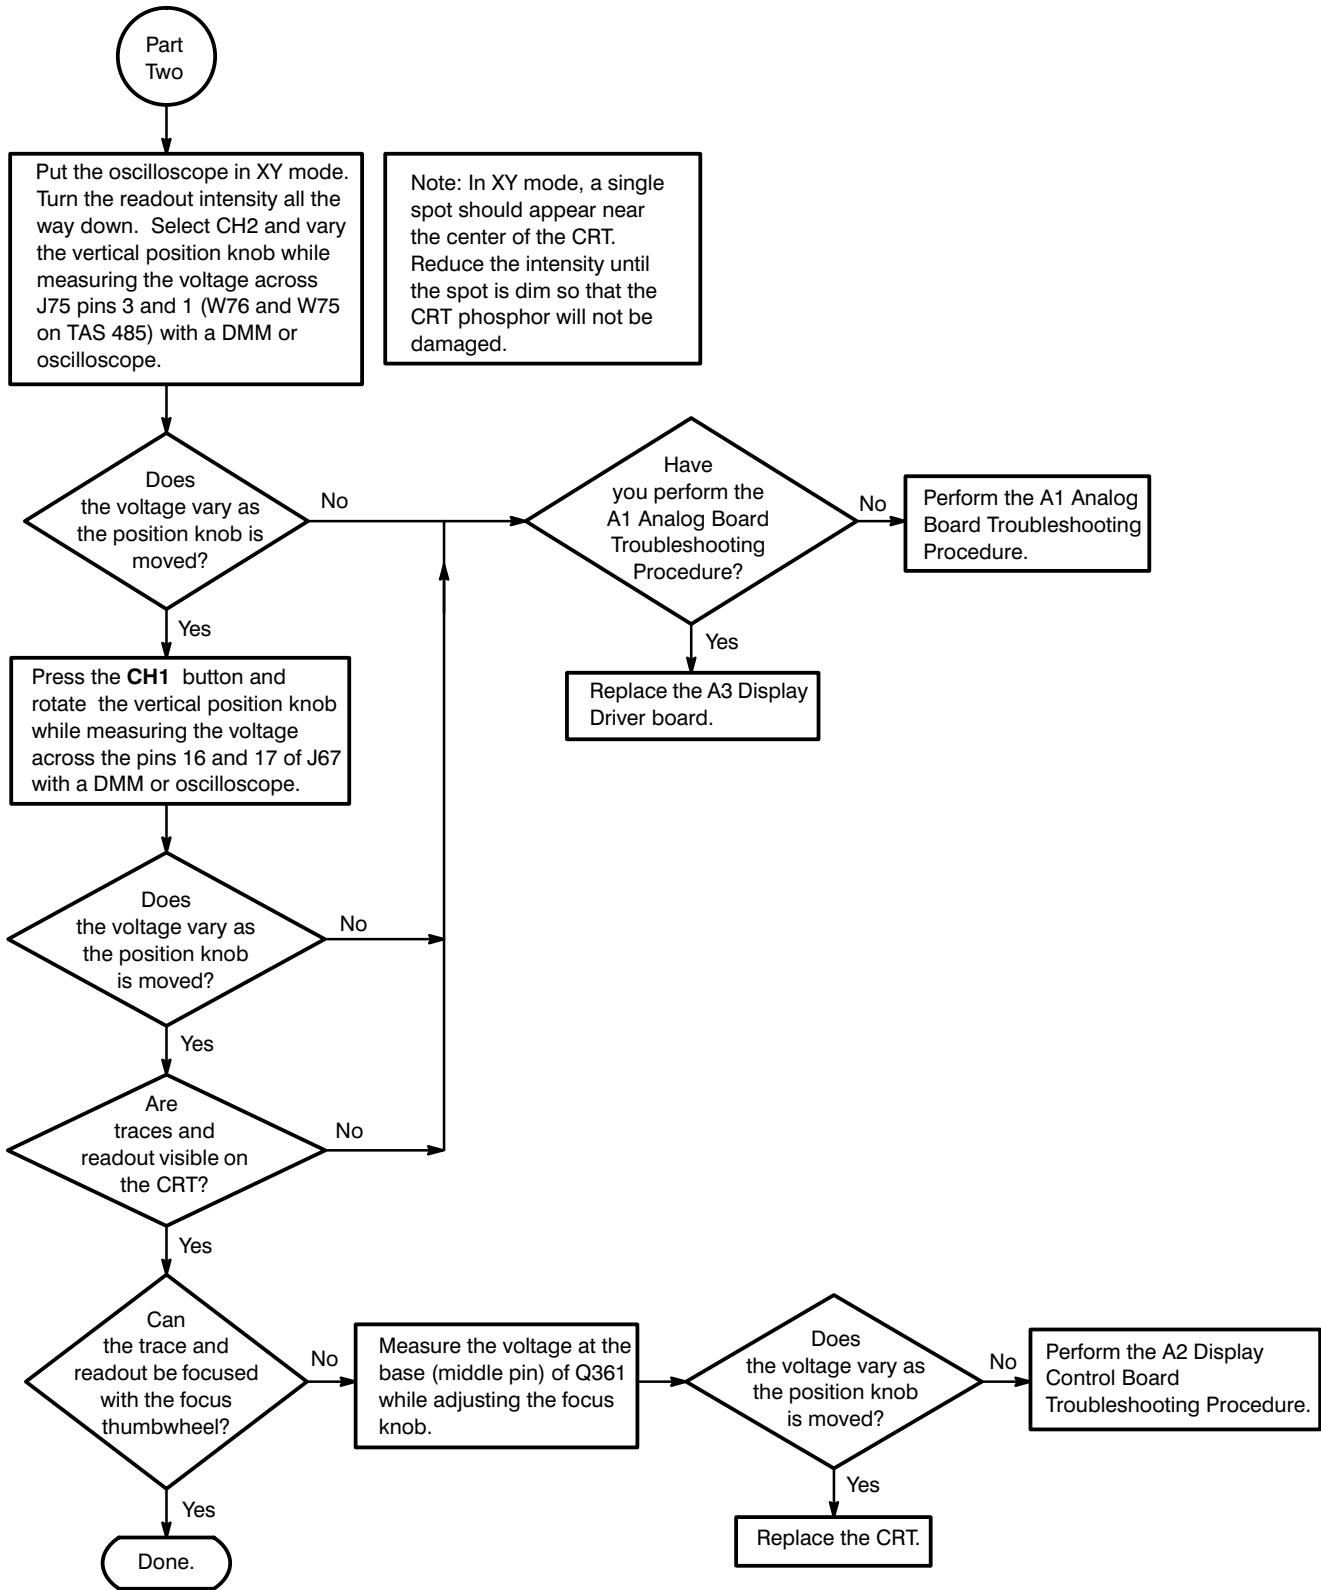 Part
Two
Put the oscilloscope in XY mode.
Turn the readout intensity all the
way down. Select CH2 and vary
the vertical position knob while
measuring the voltage across
J75 pins 3 and 1 (W76 and W75
on TAS 485) with a DMM or
oscilloscope.
Note: In XY mode, a single
spot should appear near
the center of the CRT.
Reduce the intensity until
the spot is dim so that the
CRT phosphor will not be
damaged.
Does
the voltage vary as
the position knob is
moved?
No
Have
you perform the
A1 Analog Board
Troubleshooting
Procedure?
No
Perform the A1 Analog
Board Troubleshooting
Procedure.
Yes
Yes
Replace the A3 Display
Driver board.
Press the CH1 button and
rotate the vertical position knob
while measuring the voltage
across the pins 16 and 17 of J67
with a DMM or oscilloscope.
Does
the voltage vary as
the position knob
is moved?
No
Yes
Are
traces and
readout visible on
the CRT?
No
Yes
Can
the trace and
readout be focused
with the focus
thumbwheel?
No
Measure the voltage at the
base (middle pin) of Q361
while adjusting the focus
knob.
Does
the voltage vary as
the position knob
is moved?
No
Perform the A2 Display
Control Board
Troubleshooting Procedure.
Yes
Replace the CRT.
Yes
Done.